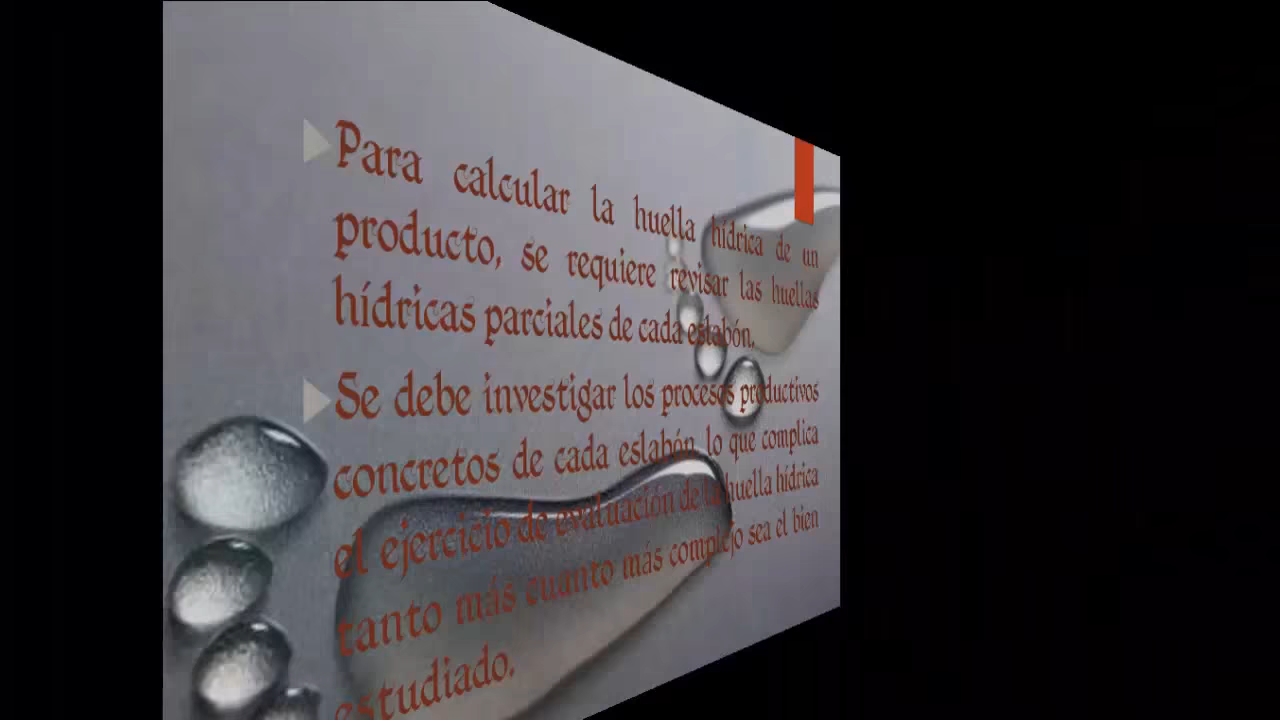 Para calcular la huella hídrica de un
producto, se requiere revisar las huellas
hídricas parciales de cada eslabón.
Se debe investigar los procesos productivos
concretos de cada eslabón, lo que complica
el ejercicio de evaluación de la huella hídrica
tanto más cuanto más complejo sea el bien
estudiado.